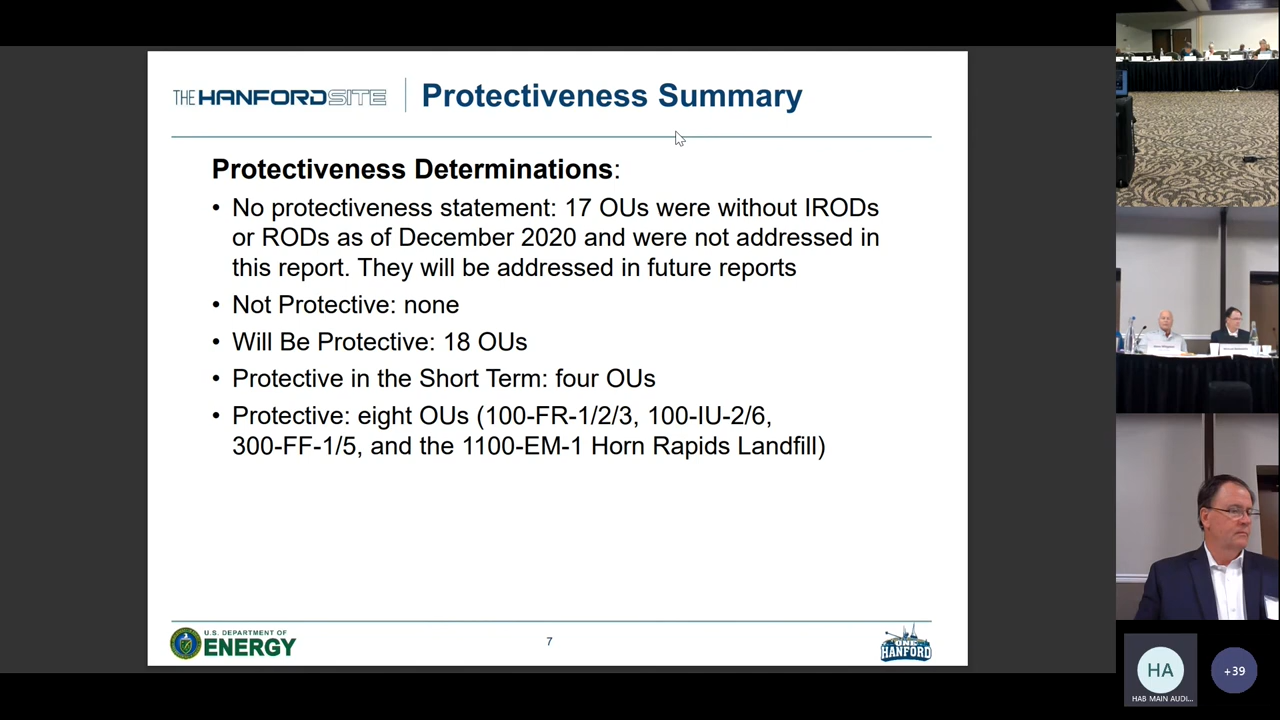 THE HANFORD SITE
Protectiveness Summary
Protectiveness Determinations:
• No protectiveness statement: 17 OUs were without IRODs
or RODs as of December 2020 and were not addressed in
this report. They will be addressed in future reports
• Not Protective: none
• Will Be Protective: 18 OUs
• Protective in the Short Term: four OUs
• Protective: eight OUs (100-FR-1/2/3, 100-IU-2/6,
300-FF-1/5, and the 1100-EM-1 Horn Rapids Landfill)
U.S. DEPARTMENT OF
ENERGY
7
ONE
HANFORD
HA
HAB MAIN AUDI...
+39